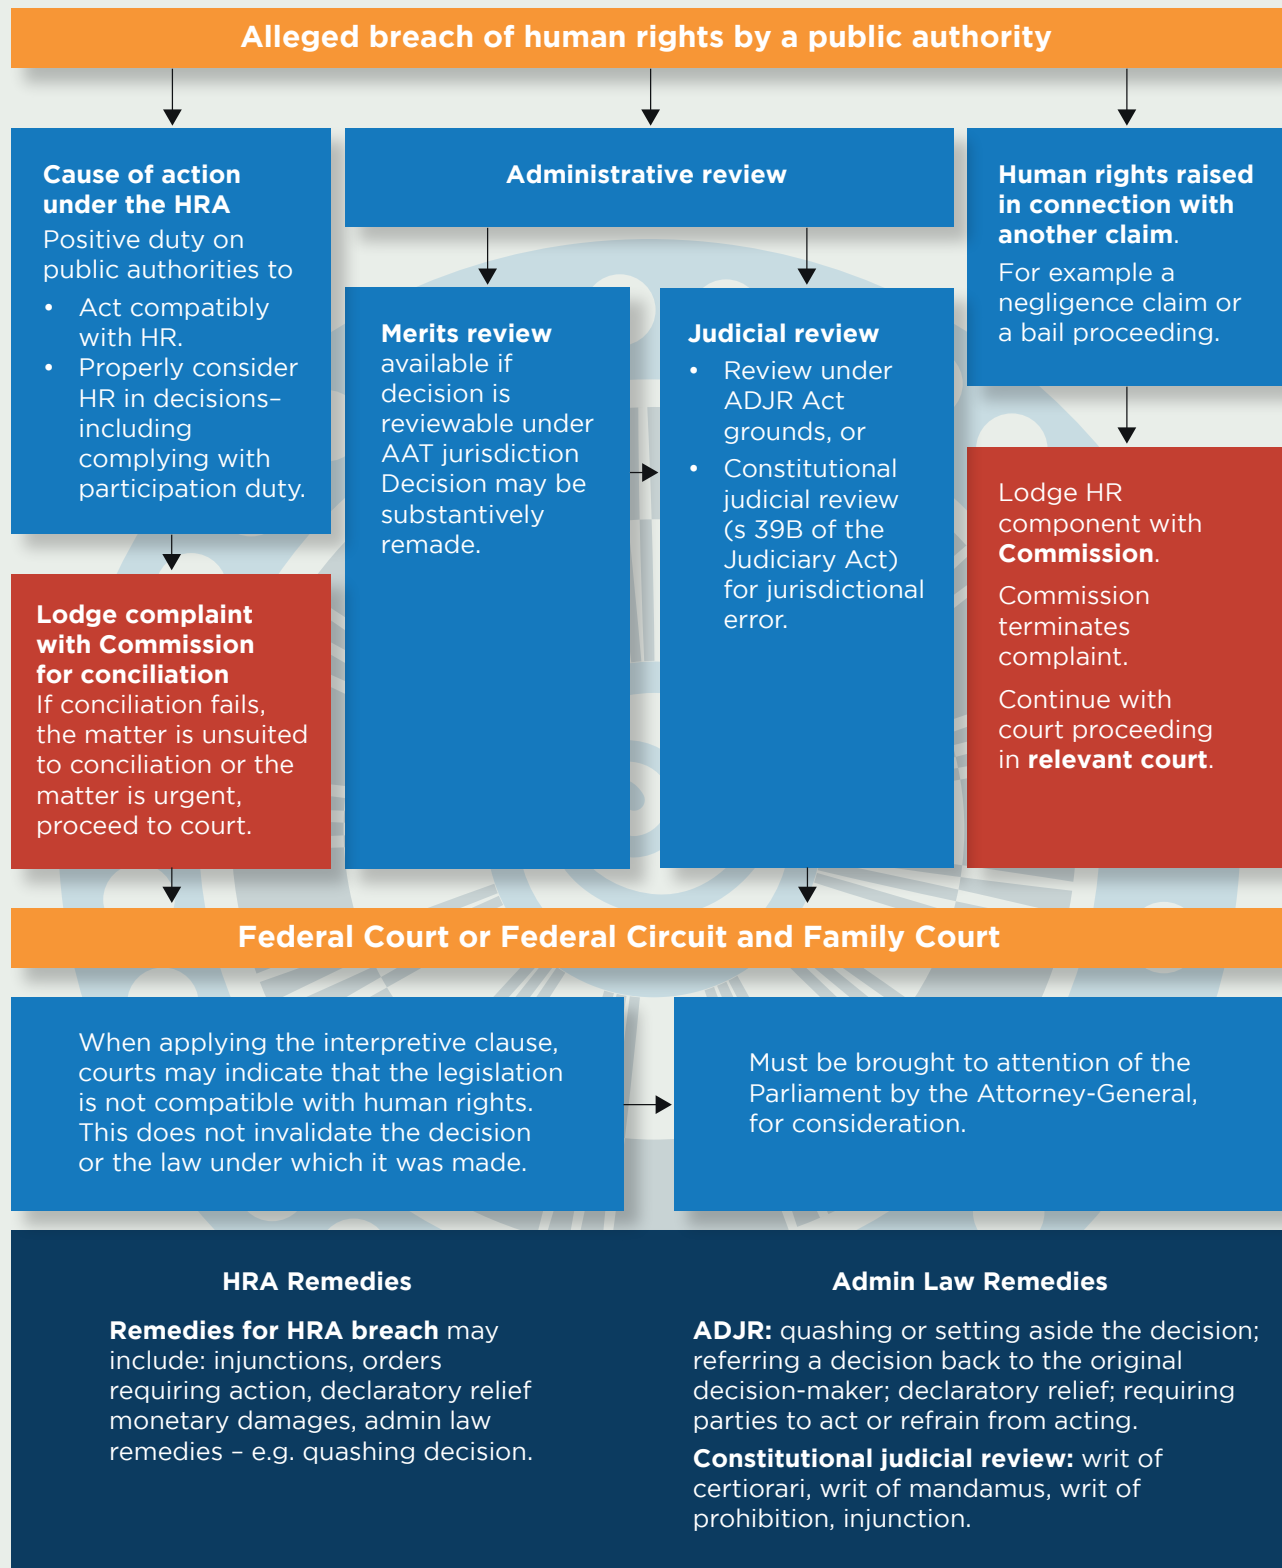 Alleged breach of human rights by a public authority
Cause of action
under the HRA
Positive duty on
public authorities to
• Act compatibly
with HR.
• Properly consider
HR in decisions–
including
complying with
participation duty.
Lodge complaint
with Commission
for conciliation
If conciliation fails,
the matter is unsuited
to conciliation or the
matter is urgent,
proceed to court.
Administrative review
Merits review
available if
decision is
reviewable under
AAT jurisdiction
Decision may be
substantively
remade.
Judicial review
• Review under
ADJR Act
grounds, or
• Constitutional
judicial review
(s 39B of the
Judiciary Act)
for jurisdictional
error.
Human rights raised
in connection with
another claim.
For example a
negligence claim or
a bail proceeding.
Lodge HR
component with
Commission.
Commission
terminates
complaint.
Continue with
court proceeding
in relevant court.
Federal Court or Federal Circuit and Family Court
When applying the interpretive clause,
courts may indicate that the legislation
is not compatible with human rights.
This does not invalidate the decision
or the law under which it was made.
Must be brought to attention of the
Parliament by the Attorney-General,
for consideration.
HRA Remedies
Remedies for HRA breach may
include: injunctions, orders
requiring action, declaratory relief
monetary damages, admin law
remedies – e.g. quashing decision.
Admin Law Remedies
ADJR: quashing or setting aside the decision;
referring a decision back to the original
decision-maker; declaratory relief; requiring
parties to act or refrain from acting.
Constitutional judicial review: writ of
certiorari, writ of mandamus, writ of
prohibition, injunction.